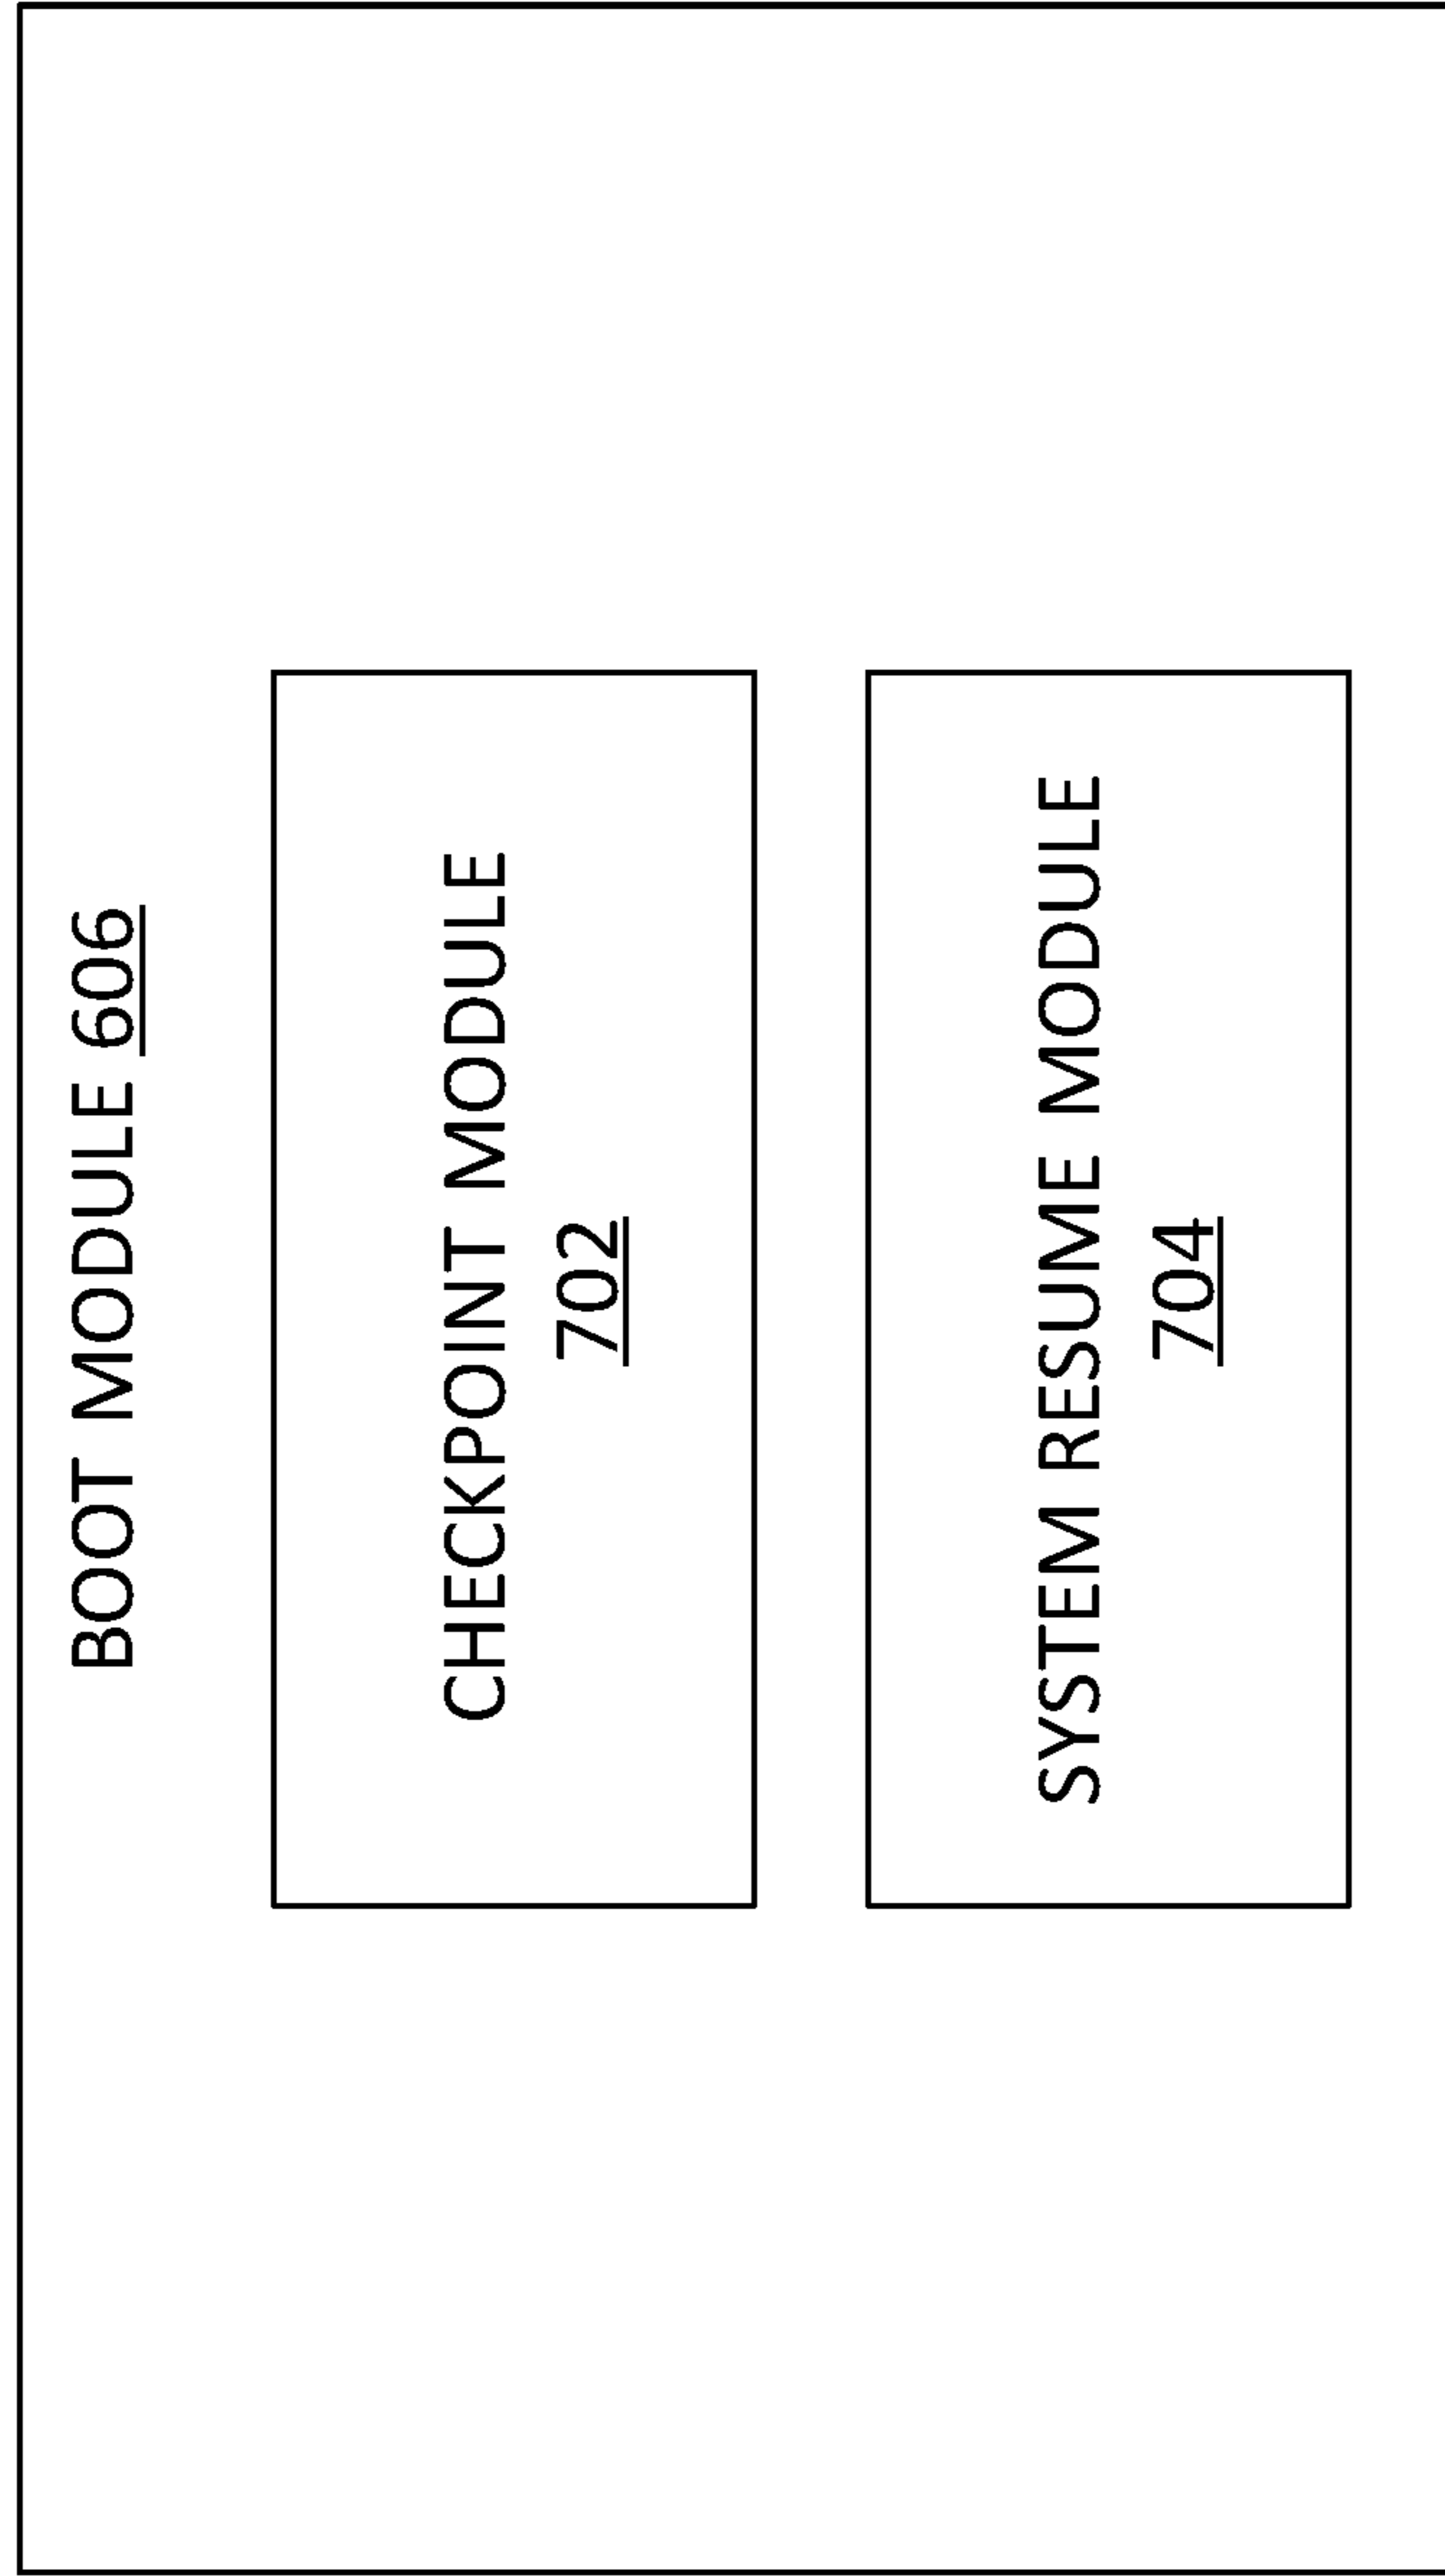 BOOT MODULE 606
CHECKPOINT MODULE
702
SYSTEM RESUME MODULE
704